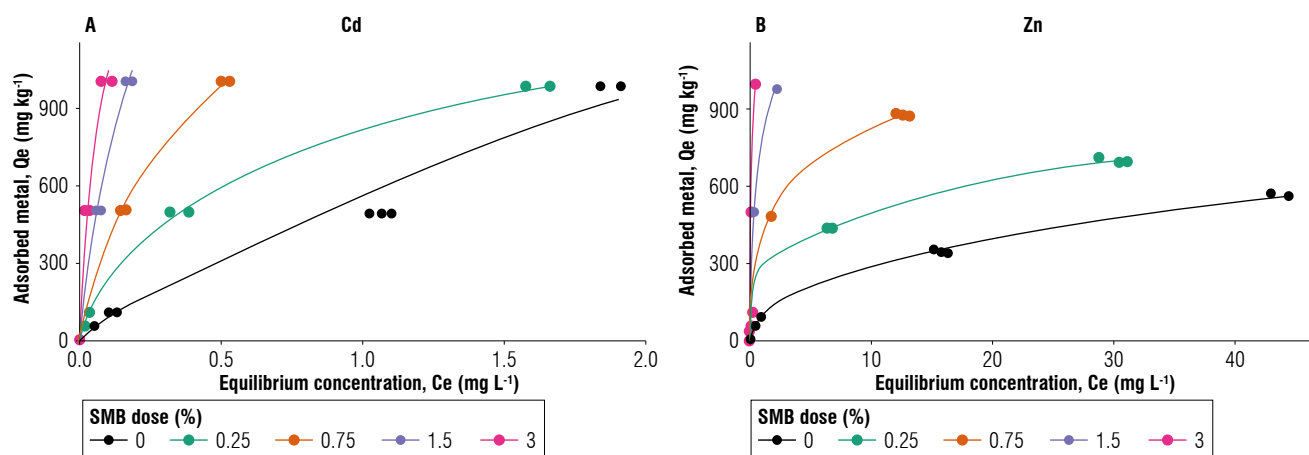 A
Cd
Adsorbed metal, Qe (mg kg⁻¹)
900
600
300
0
0.0
0.5
1.0
1.5
2.0
Equilibrium concentration, Ce (mg L⁻¹)
SMB dose (%)
0
0.25
0.75
1.5
3
B
Zn
Adsorbed metal, Qe (mg kg⁻¹)
900
600
300
0
0
10
20
30
40
Equilibrium concentration, Ce (mg L⁻¹)
SMB dose (%)
0
0.25
0.75
1.5
3